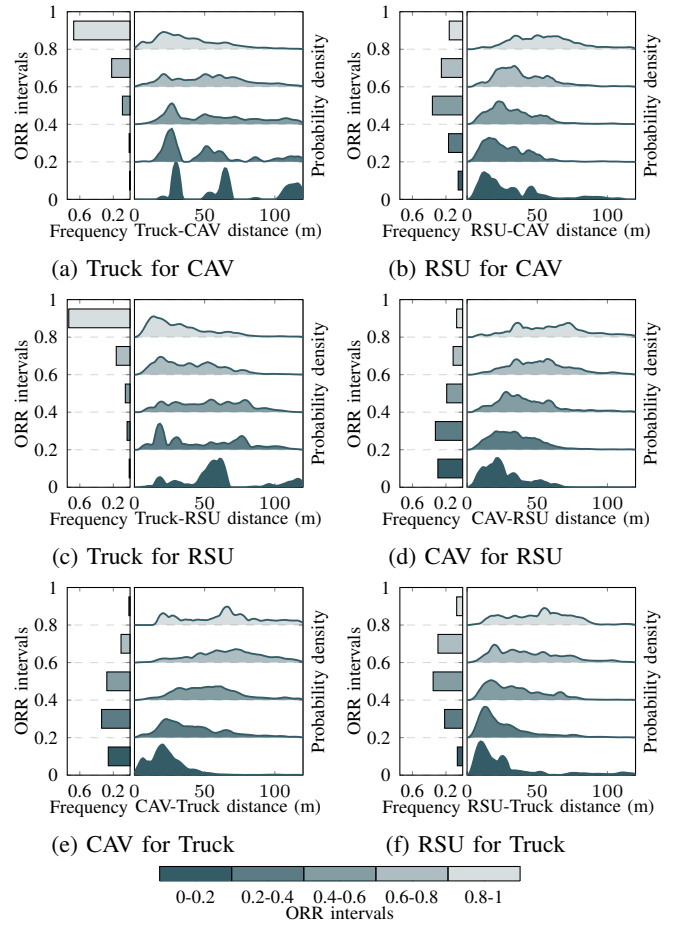 1
0.8
0.6
0.4
0.2
0
ORR intervals
0.6 0.2
Frequency
0 50 100
Truck-CAV distance (m)
Probability density
(a) Truck for CAV
1
0.8
0.6
0.4
0.2
0
ORR intervals
0.6 0.2
Frequency
0 50 100
RSU-CAV distance (m)
Probability density
(b) RSU for CAV
1
0.8
0.6
0.4
0.2
0
ORR intervals
0.6 0.2
Frequency
0 50 100
Truck-RSU distance (m)
Probability density
(c) Truck for RSU
1
0.8
0.6
0.4
0.2
0
ORR intervals
0.6 0.2
Frequency
0 50 100
CAV-RSU distance (m)
Probability density
(d) CAV for RSU
1
0.8
0.6
0.4
0.2
0
ORR intervals
0.6 0.2
Frequency
0 50 100
CAV-Truck distance (m)
Probability density
(e) CAV for Truck
1
0.8
0.6
0.4
0.2
0
ORR intervals
0.6 0.2
Frequency
0 50 100
RSU-Truck distance (m)
Probability density
(f) RSU for Truck
0-0.2 0.2-0.4 0.4-0.6 0.6-0.8 0.8-1
ORR intervals